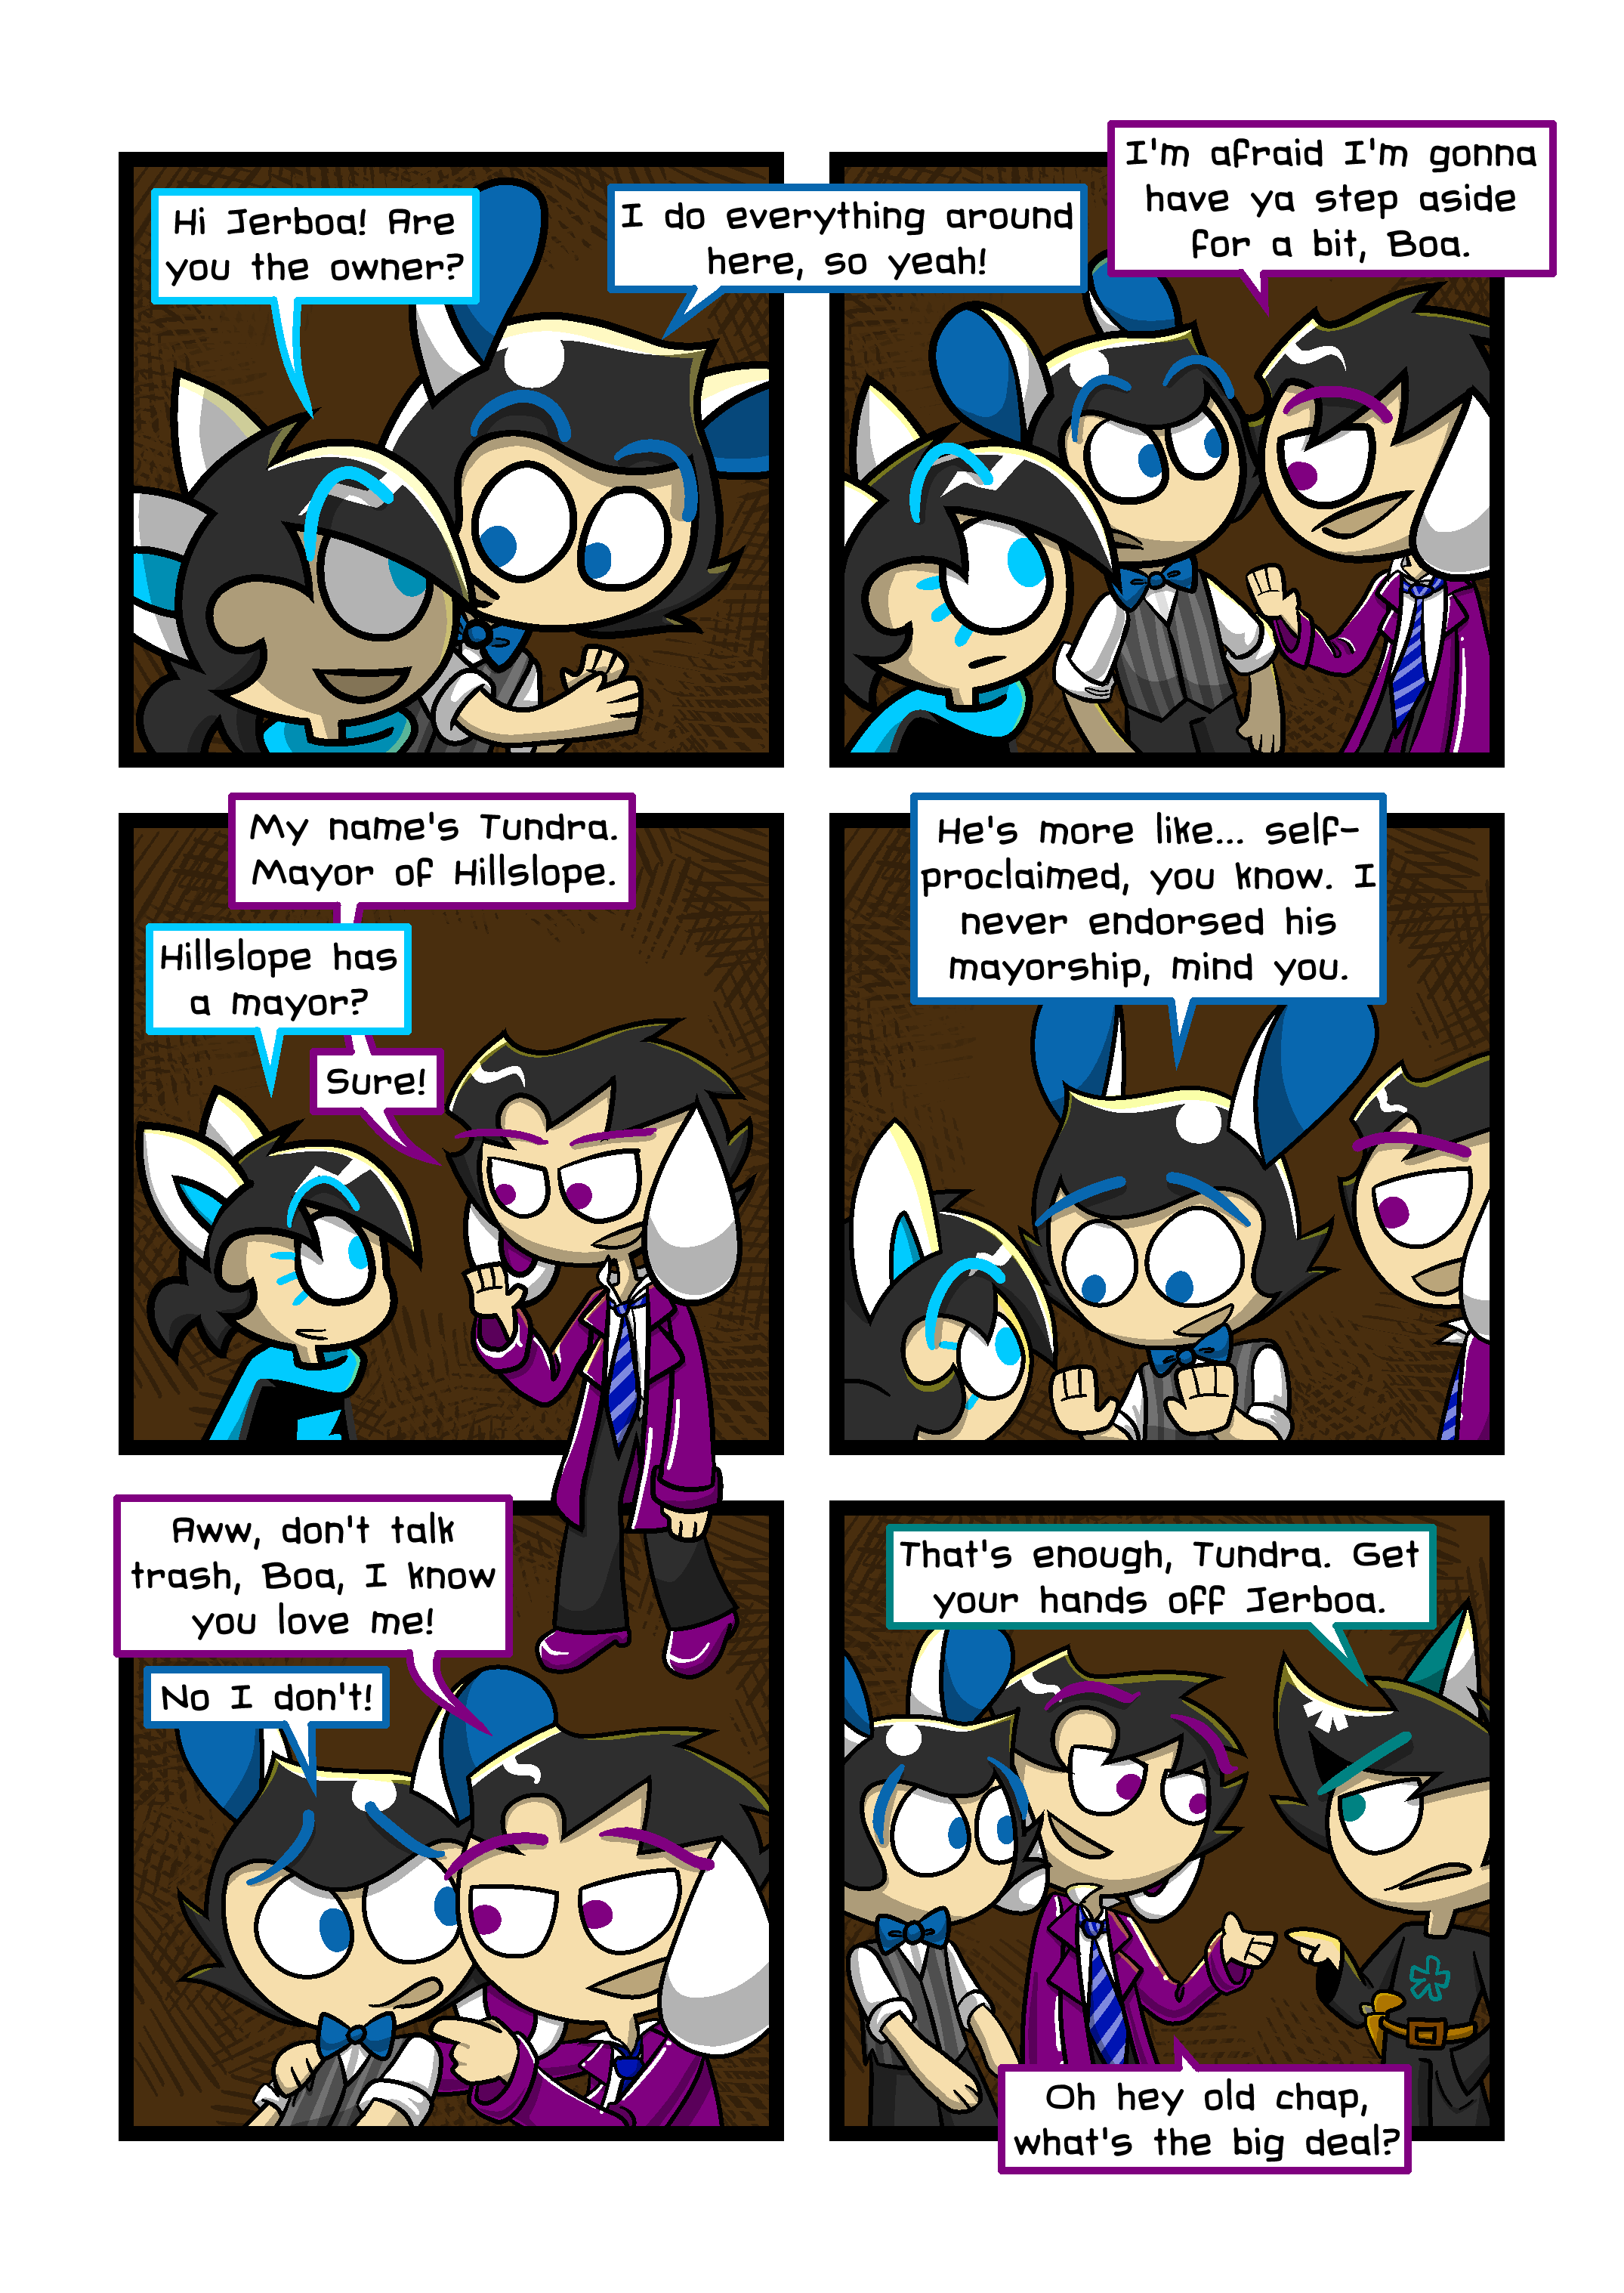 Hi Jerboa! Are
you the owner?
I do everything around
here, so yeah!
I'm afraid I'm gonna
have ya step aside
for a bit, Boa.
My name's Tundra.
Mayor of Hillslope.
Hillslope has
a mayor?
Sure!
He's more like... self-
proclaimed, you know. I
never endorsed his
mayorship, mind you.
Aww, don't talk
trash, Boa, I know
you love me!
No I don't!
That's enough, Tundra. Get
your hands off Jerboa.
Oh hey old chap,
what's the big deal?